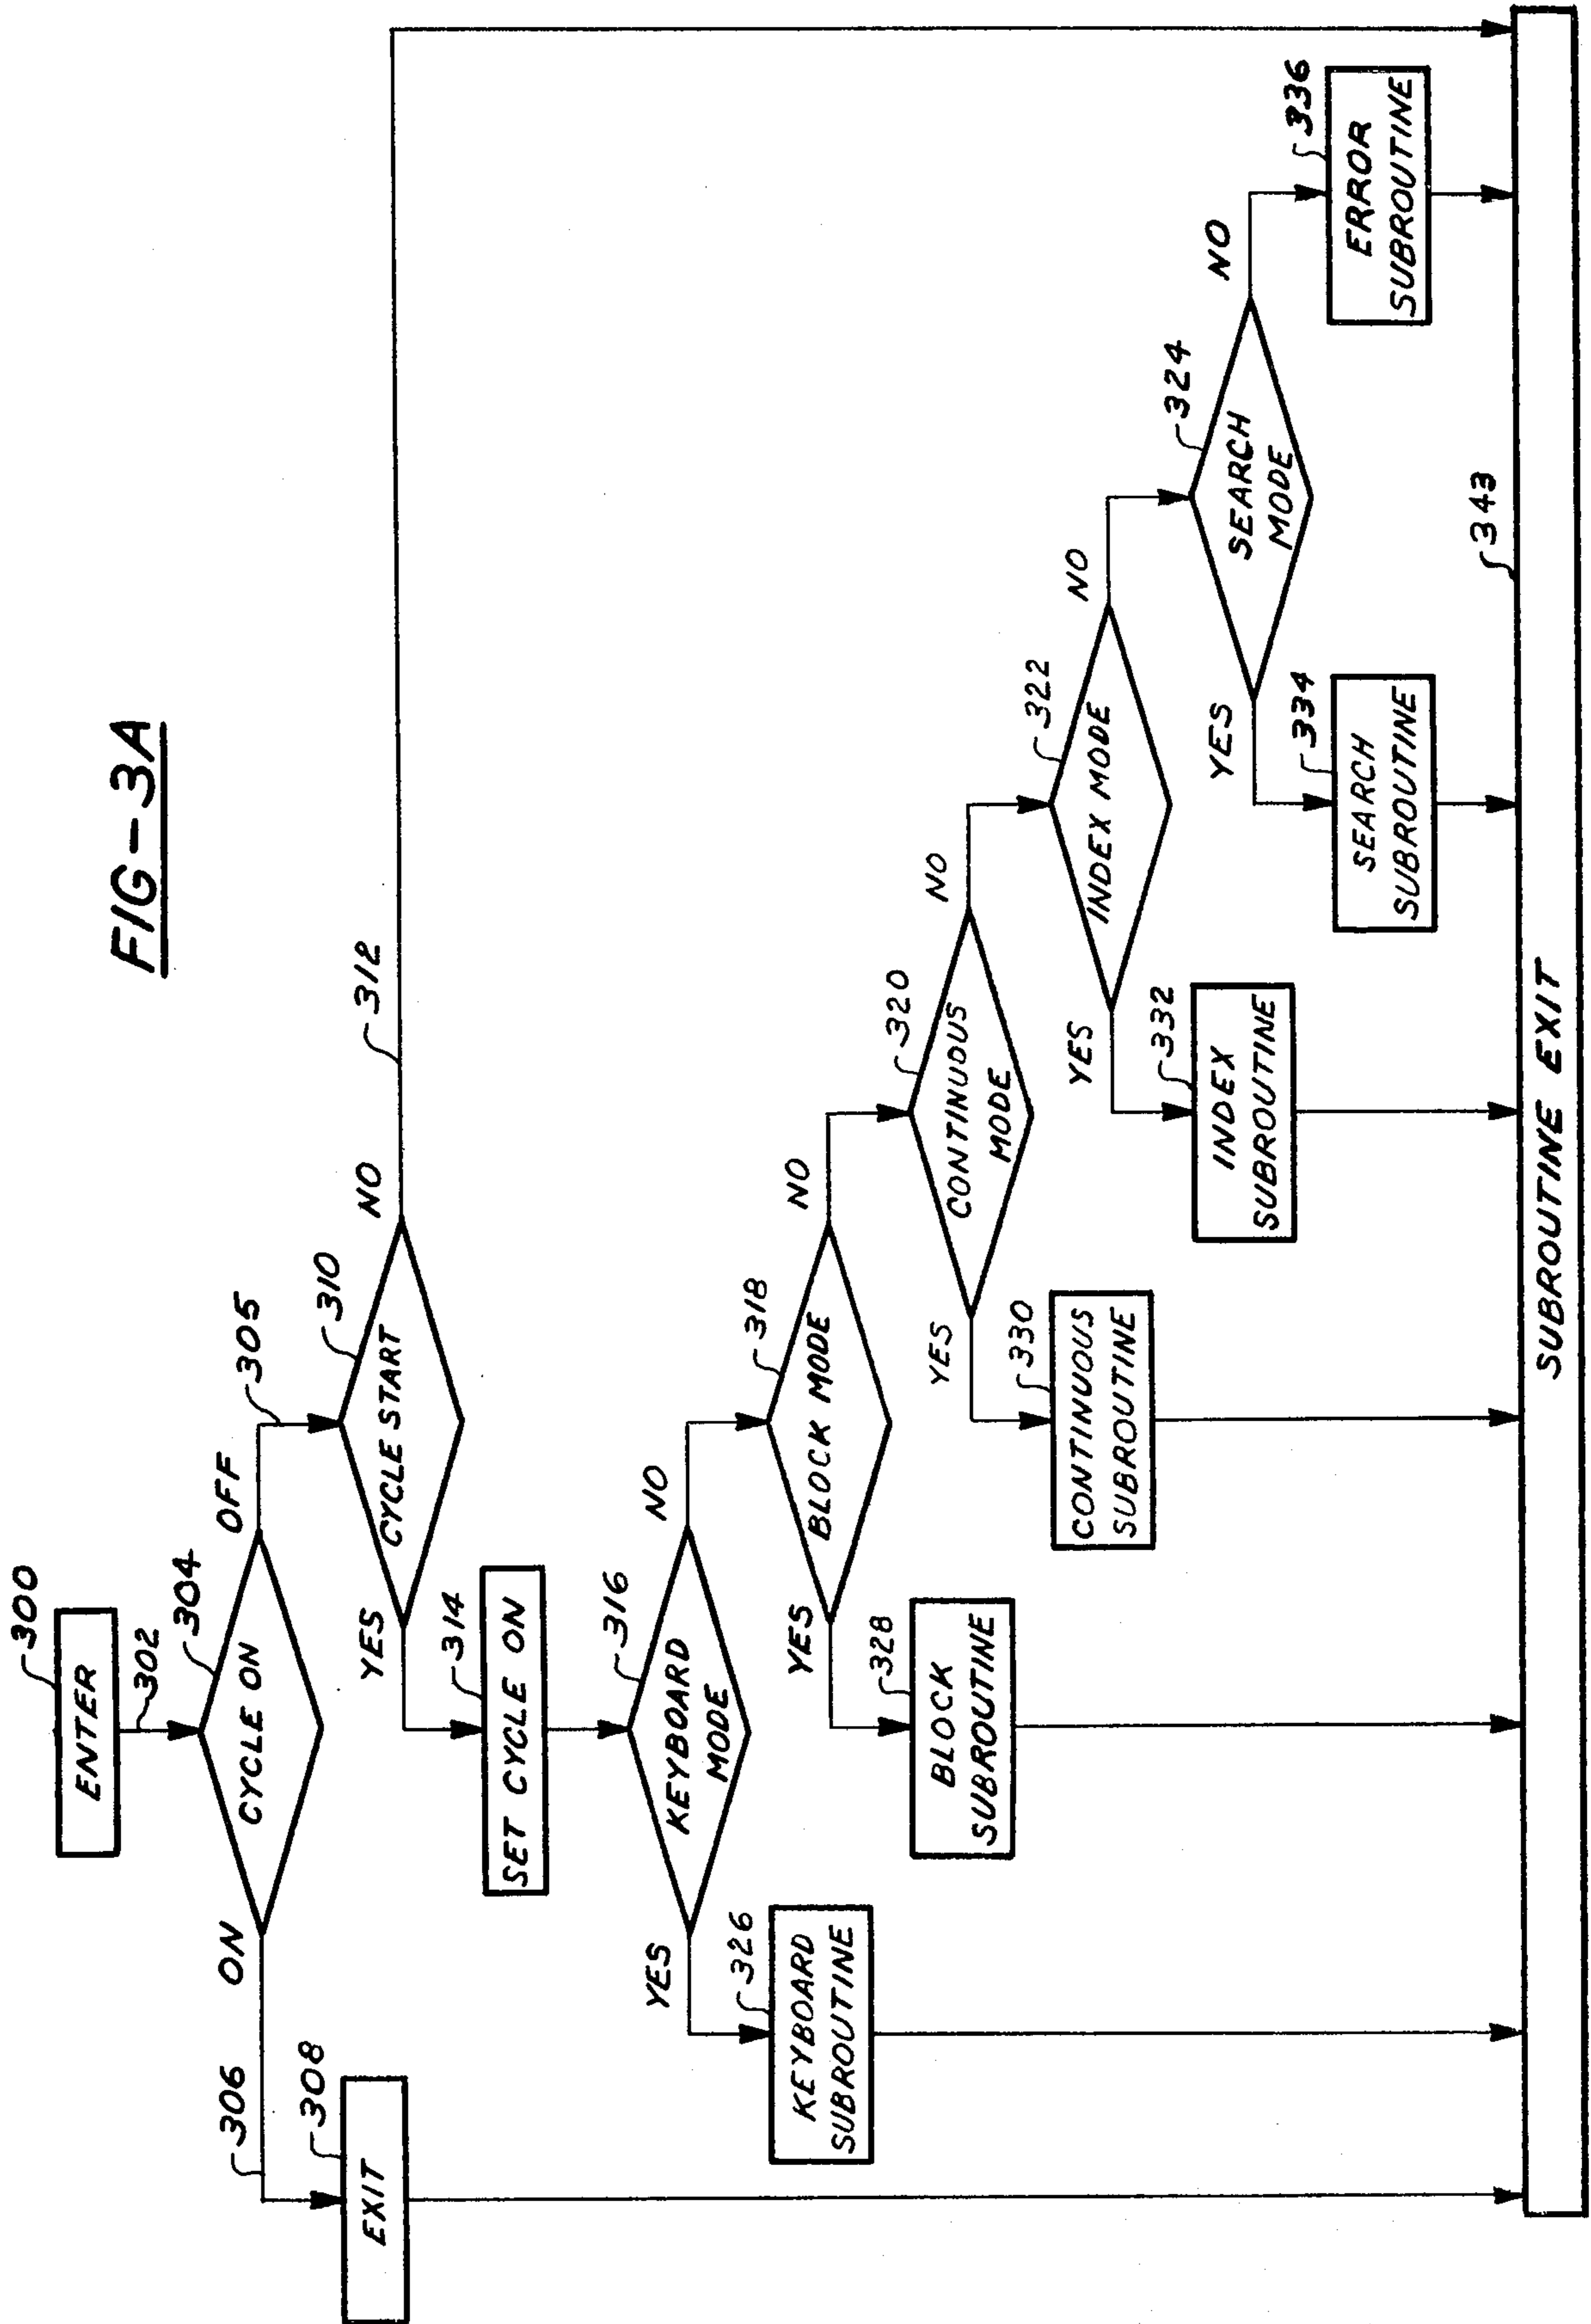 FIG-3A
300
ENTER
302
304
CYCLE ON
ON
OFF
306
305
308
EXIT
310
CYCLE START
YES
NO
312
314
SET CYCLE ON
316
KEYBOARD
MODE
YES
NO
326
KEYBOARD
SUBROUTINE
318
BLOCK MODE
YES
NO
328
BLOCK
SUBROUTINE
320
CONTINUOUS
MODE
YES
NO
330
CONTINUOUS
SUBROUTINE
322
INDEX MODE
YES
NO
332
INDEX
SUBROUTINE
324
SEARCH
MODE
YES
NO
334
SEARCH
SUBROUTINE
336
ERROR
SUBROUTINE
343
SUBROUTINE EXIT